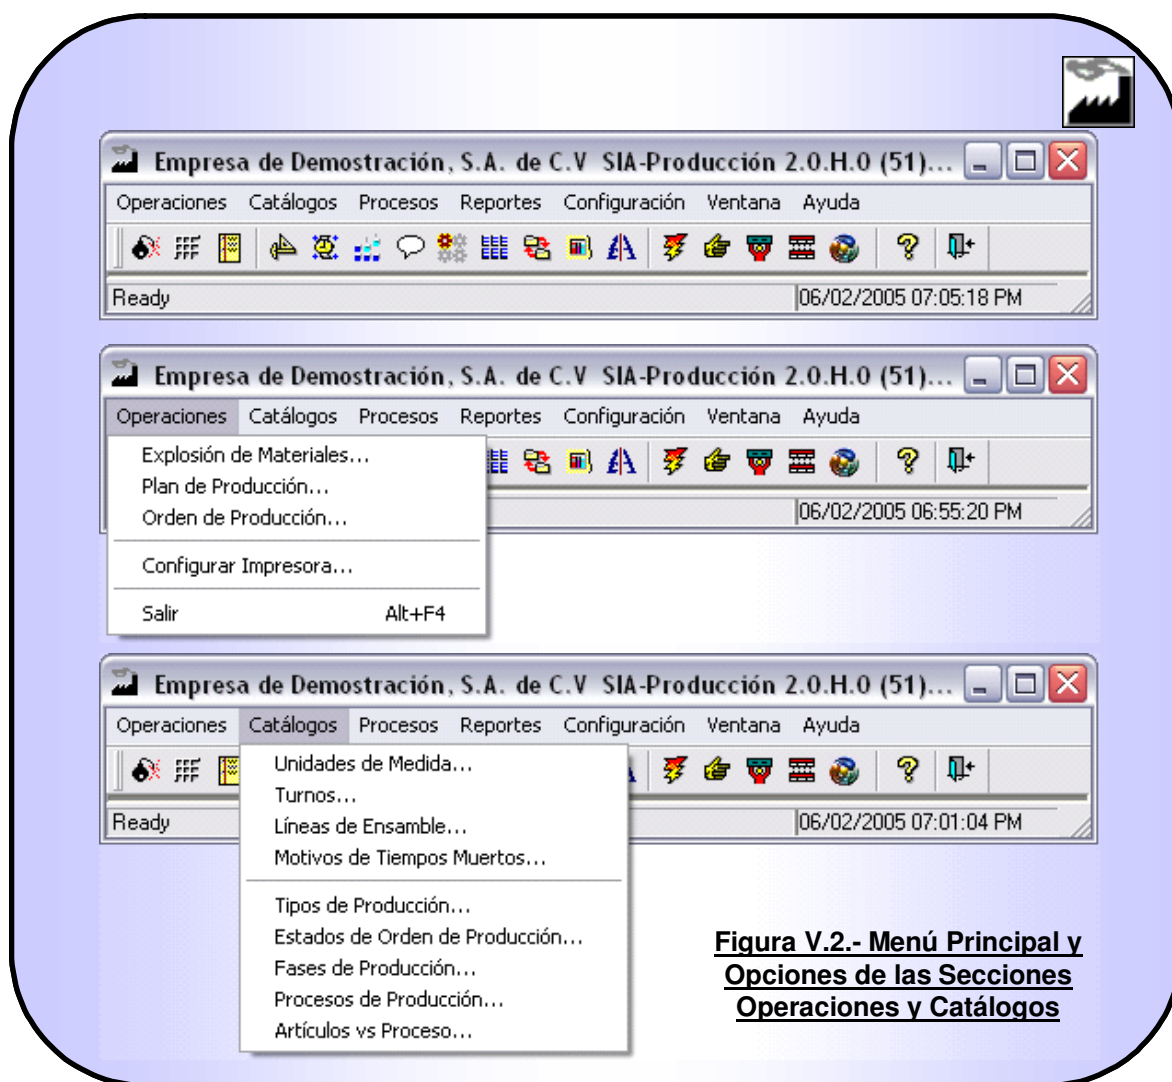 Empresa de Demostración, S.A. de C.V  SIA-Producción 2.0.H.0 (51)...
Operaciones Catálogos Procesos Reportes Configuración Ventana Ayuda
Ready 06/02/2005 07:05:18 PM
Empresa de Demostración, S.A. de C.V  SIA-Producción 2.0.H.0 (51)...
Operaciones Catálogos Procesos Reportes Configuración Ventana Ayuda
Explosión de Materiales...
Plan de Producción...
Orden de Producción...
06/02/2005 06:55:20 PM
Configurar Impresora...
Salir Alt+F4
Empresa de Demostración, S.A. de C.V  SIA-Producción 2.0.H.0 (51)...
Operaciones Catálogos Procesos Reportes Configuración Ventana Ayuda
Unidades de Medida...
Turnos...
Líneas de Ensamble...
Ready 06/02/2005 07:01:04 PM
Motivos de Tiempos Muertos...
Tipos de Producción...
Estados de Orden de Producción...
Fases de Producción...
Procesos de Producción...
Artículos vs Proceso...
Figura V.2.- Menú Principal y
Opciones de las Secciones
Operaciones y Catálogos